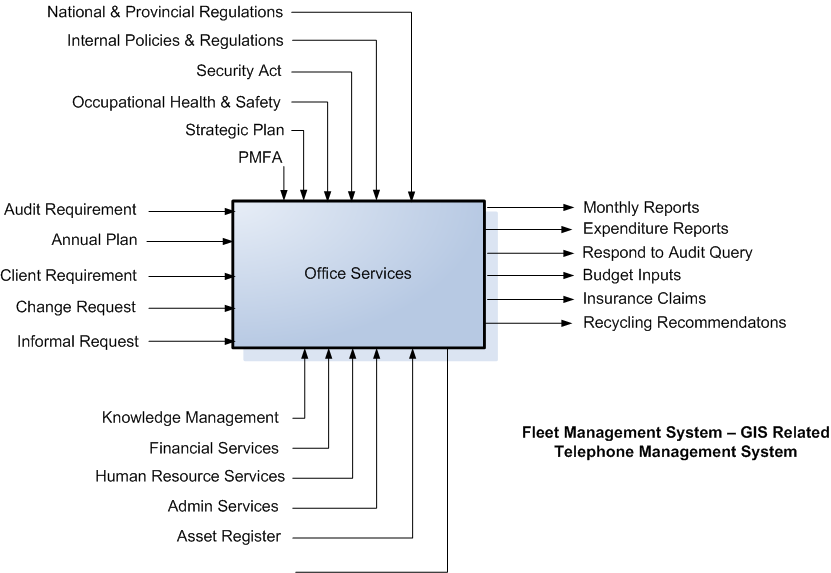 National & Provincial Regulations
Internal Policies & Regulations
Security Act
Occupational Health & Safety
Strategic Plan
PMFA
Audit Requirement
Annual Plan
Client Requirement
Change Request
Informal Request
Office Services
Monthly Reports
Expenditure Reports
Respond to Audit Query
Budget Inputs
Insurance Claims
Recycling Recommendatons
Knowledge Management
Financial Services
Human Resource Services
Admin Services
Asset Register
Fleet Management System – GIS Related
Telephone Management System